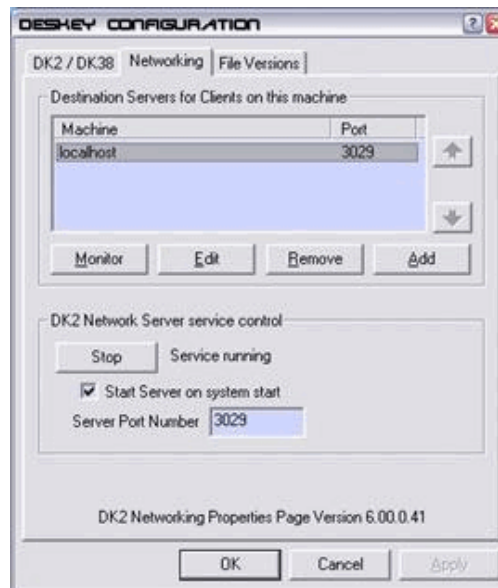 DESKEY CONFIGURATION
DK2 / DK38 Networking File Versions
Destination Servers for Clients on this machine
Machine Port
localhost 3029
Monitor Edit Remove Add
DK2 Network Server service control
Stop Service running
Start Server on system start
Server Port Number 3029
DK2 Networking Properties Page Version 6.00.0.41
OK Cancel Apply